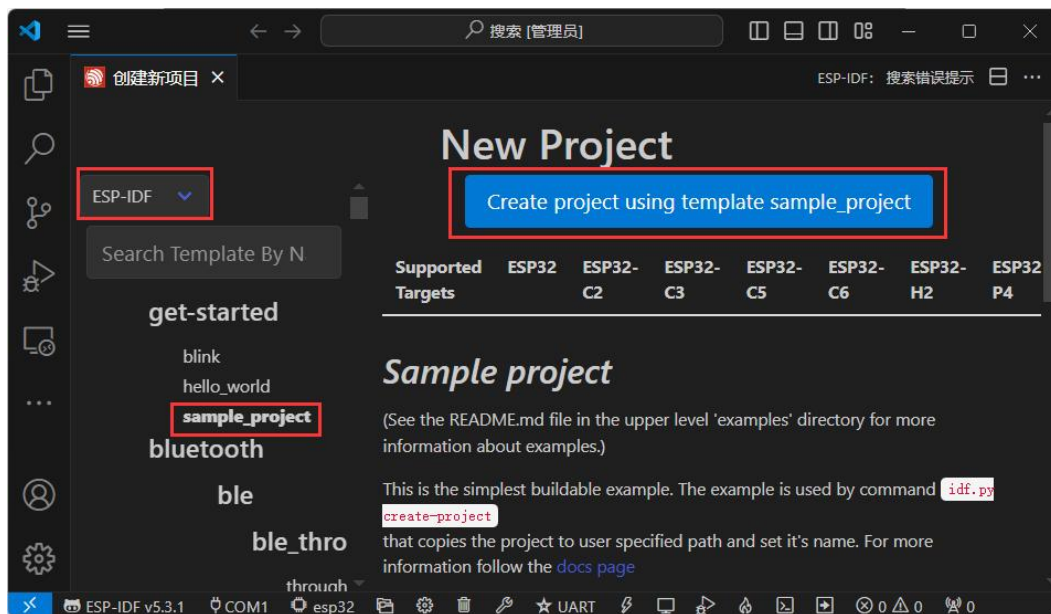 搜索 [管理员]
创建新项目
ESP-IDF: 搜索错误提示
New Project
ESP-IDF
Create project using template sample_project
Search Template By N
Supported Targets ESP32 ESP32-C2 ESP32-C3 ESP32-C5 ESP32-C6 ESP32-H2 ESP32 P4
get-started
blink
hello_world
sample_project
bluetooth
ble
ble_thro
through
Sample project
(See the README.md file in the upper level 'examples' directory for more
information about examples.)
This is the simplest buildable example. The example is used by command idf.py
create-project
that copies the project to user specified path and set it's name. For more
information follow the docs page
ESP-IDF v5.3.1 COM1 esp32 UART 0 0 0